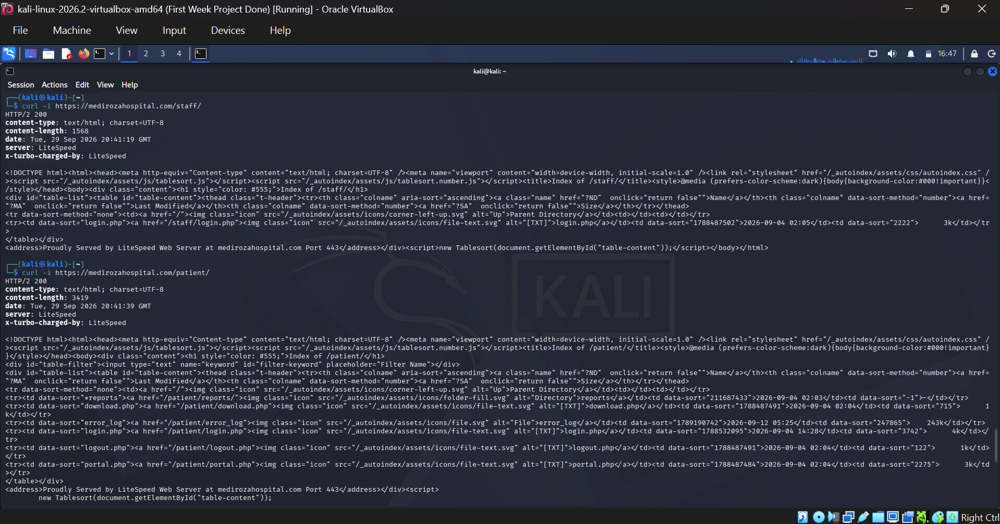 kali-linux-2026.2-virtualbox-amd64 (First Week Project Done) [Running] - Oracle VirtualBox
File Machine View Input Devices Help
1 2 3 4 16:47
kali@kali: ~
Session Actions Edit View Help
┌──(kali㉿kali)-[~]
└─$ curl -i https://medirozahospital.com/staff/
HTTP/2 200
content-type: text/html; charset=UTF-8
content-length: 1568
date: Tue, 29 Sep 2026 20:41:19 GMT
server: LiteSpeed
x-turbo-charged-by: LiteSpeed
<!DOCTYPE html><html><head><meta http-equiv="Content-type" content="text/html; charset=UTF-8" /><meta name="viewport" content="width=device-width, initial-scale=1.0" /><link rel="stylesheet" href="/_autoindex/assets/css/autoindex.css" /
><script src="/_autoindex/assets/js/tablesort.js"></script><script src="/_autoindex/assets/js/tablesort.number.js"></script><title>Index of /staff/</title><style>@media (prefers-color-scheme:dark){body{background-color:#000!important}}<
/style></head><body><div class="content"><h1 style="color: #555;">Index of /staff/</h1>
<div id="table-list"><table id="table-content"><thead class="t-header"><tr><th class="colname" aria-sort="ascending"><a class="name" href="?ND"  onclick="return false"">Name</a></th><th class="colname" data-sort-method="number"><a href=
"?MA"  onclick="return false"">Last Modified</a></th><th class="colname" data-sort-method="number"><a href="?SA"  onclick="return false"">Size</a></th></tr></thead>
<tr data-sort-method="none"><td><a href="/"><img class="icon" src="/_autoindex/assets/icons/corner-left-up.svg" alt="Up">Parent Directory</a></td><td></td><td></td></tr>
<tr><td data-sort="login.php"><a href="/staff/login.php"><img class="icon" src="/_autoindex/assets/icons/file-text.svg" alt="[TXT]">login.php</a></td><td data-sort="1788487502">2026-09-04 02:05</td><td data-sort="2222">      3k</td></tr
>
</table></div>
<address>Proudly Served by LiteSpeed Web Server at medirozahospital.com Port 443</address></div><script>new Tablesort(document.getElementById("table-content"));</script></body></html>
┌──(kali㉿kali)-[~]
└─$ curl -i https://medirozahospital.com/patient/
HTTP/2 200
content-type: text/html; charset=UTF-8
content-length: 3419
date: Tue, 29 Sep 2026 20:41:39 GMT
server: LiteSpeed
x-turbo-charged-by: LiteSpeed
<!DOCTYPE html><html><head><meta http-equiv="Content-type" content="text/html; charset=UTF-8" /><meta name="viewport" content="width=device-width, initial-scale=1.0" /><link rel="stylesheet" href="/_autoindex/assets/css/autoindex.css" /
><script src="/_autoindex/assets/js/tablesort.js"></script><script src="/_autoindex/assets/js/tablesort.number.js"></script><title>Index of /patient/</title><style>@media (prefers-color-scheme:dark){body{background-color:#000!important}
}</style></head><body><div class="content"><h1 style="color: #555;">Index of /patient/</h1>
<div id="table-filter"><input type="text" name="keyword" id="filter-keyword" placeholder="Filter Name"></div>
<div id="table-list"><table id="table-content"><thead class="t-header"><tr><th class="colname" aria-sort="ascending"><a class="name" href="?ND"  onclick="return false"">Name</a></th><th class="colname" data-sort-method="number"><a href=
"?MA"  onclick="return false"">Last Modified</a></th><th class="colname" data-sort-method="number"><a href="?SA"  onclick="return false"">Size</a></th></tr></thead>
<tr data-sort-method="none"><td><a href="/"><img class="icon" src="/_autoindex/assets/icons/corner-left-up.svg" alt="Up">Parent Directory</a></td><td></td><td></td></tr>
<tr><td data-sort="*reports"><a href="/patient/reports/"><img class="icon" src="/_autoindex/assets/icons/folder-fill.svg" alt="Directory">reports</a></td><td data-sort="211687433">2026-09-04 02:03</td><td data-sort="-1">-</td></tr>
<tr><td data-sort="download.php"><a href="/patient/download.php"><img class="icon" src="/_autoindex/assets/icons/file-text.svg" alt="[TXT]">download.php</a></td><td data-sort="1788487491">2026-09-04 02:04</td><td data-sort="715">      1
k</td></tr>
<tr><td data-sort="error_log"><a href="/patient/error_log"><img class="icon" src="/_autoindex/assets/icons/file.svg" alt="File">error_log</a></td><td data-sort="1789190742">2026-09-12 05:25</td><td data-sort="247865">    243k</td></tr>
<tr><td data-sort="login.php"><a href="/patient/login.php"><img class="icon" src="/_autoindex/assets/icons/file-text.svg" alt="[TXT]">login.php</a></td><td data-sort="1788532095">2026-09-04 14:28</td><td data-sort="3742">      4k</td></
tr>
<tr><td data-sort="logout.php"><a href="/patient/logout.php"><img class="icon" src="/_autoindex/assets/icons/file-text.svg" alt="[TXT]">logout.php</a></td><td data-sort="1788487491">2026-09-04 02:04</td><td data-sort="122">      1k</td>
</tr>
<tr><td data-sort="portal.php"><a href="/patient/portal.php"><img class="icon" src="/_autoindex/assets/icons/file-text.svg" alt="[TXT]">portal.php</a></td><td data-sort="1788487484">2026-09-04 02:04</td><td data-sort="2275">      3k</td
></tr>
</table></div>
<address>Proudly Served by LiteSpeed Web Server at medirozahospital.com Port 443</address></div><script>
        new Tablesort(document.getElementById("table-content"));
KALI
Right Ctrl